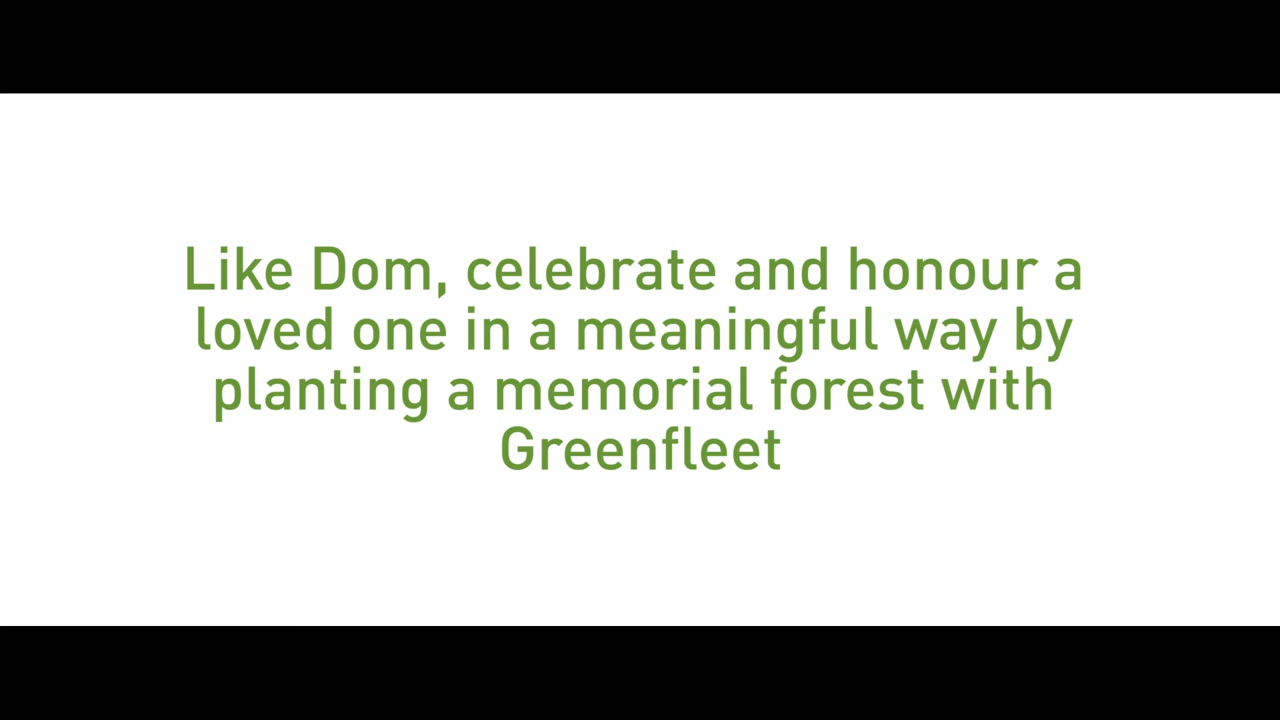 Like Dom, celebrate and honour a
loved one in a meaningful way by
planting a memorial forest with
Greenfleet